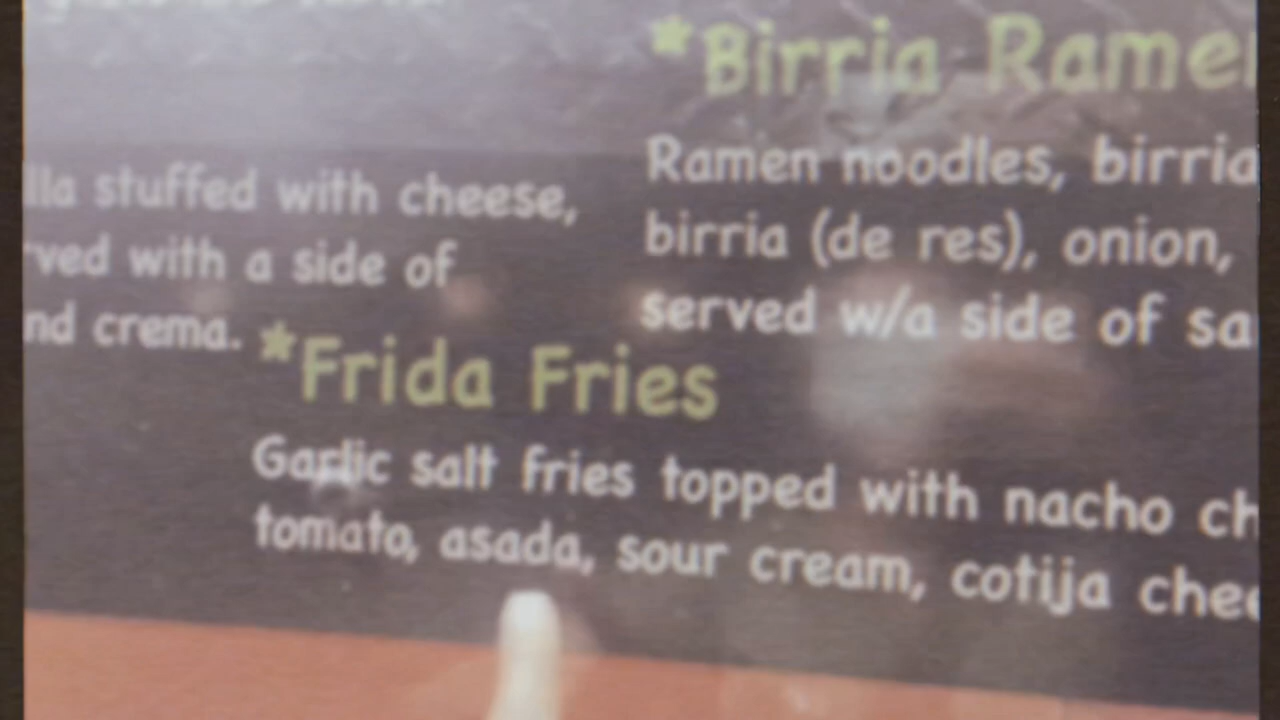 *Birria Ramen
Ramen noodles, birria
birria (de res), onion,
served w/a side of sa
lla stuffed with cheese,
rved with a side of
nd crema.
*Frida Fries
Garlic salt fries topped with nacho ch
tomato, asada, sour cream, cotija chee